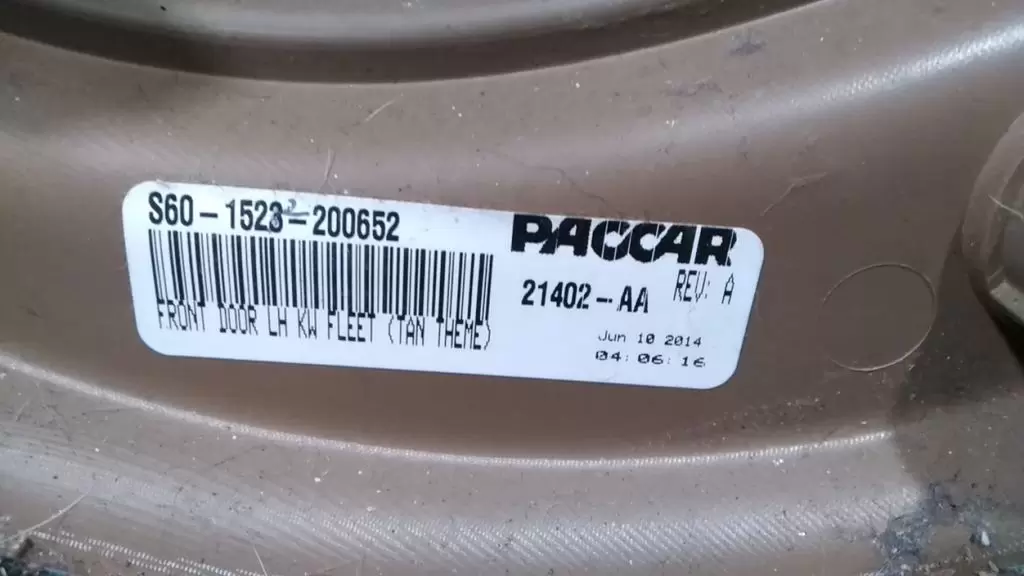 S60-1523-200652
2
FRONT DOOR LH KW FLEET (TAN THEME)
PACCAR
21402-AA REV: A
Jun 10 2014
04:06:16